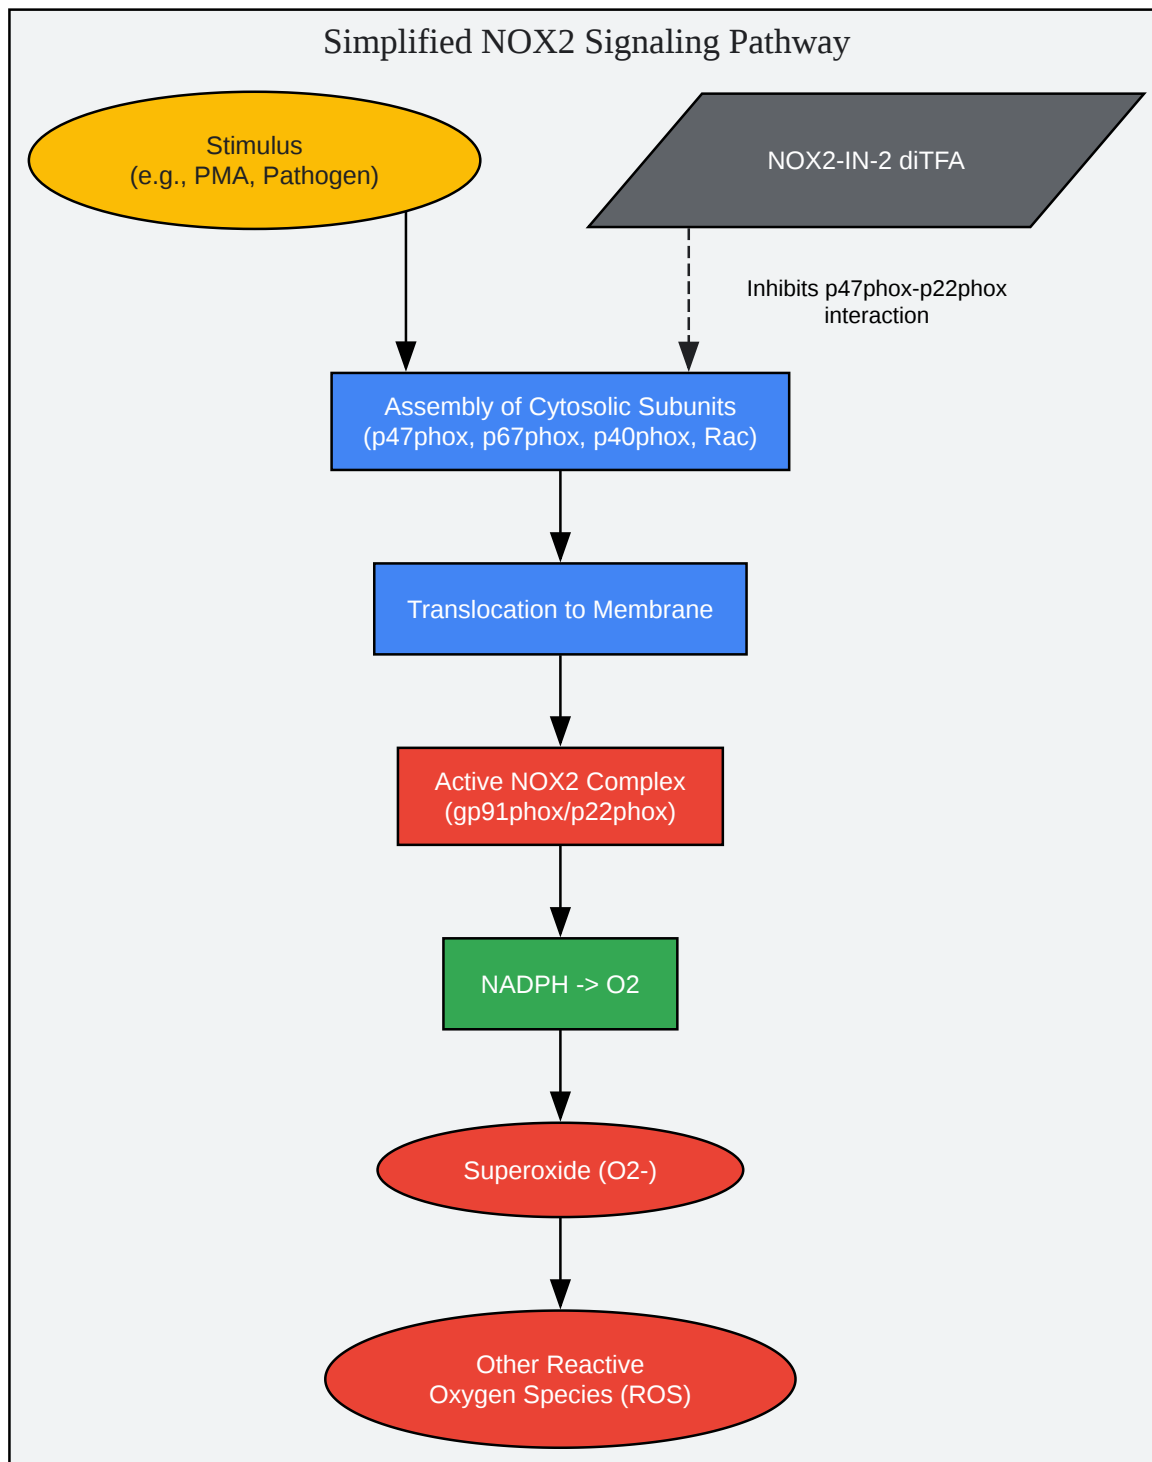 Simplified NOX2 Signaling Pathway
Stimulus
(e.g., PMA, Pathogen)
NOX2-IN-2 diTFA
Inhibits p47phox-p22phox
interaction
Assembly of Cytosolic Subunits
(p47phox, p67phox, p40phox, Rac)
Translocation to Membrane
Active NOX2 Complex
(gp91phox/p22phox)
NADPH -> O2
Superoxide (O2-)
Other Reactive
Oxygen Species (ROS)